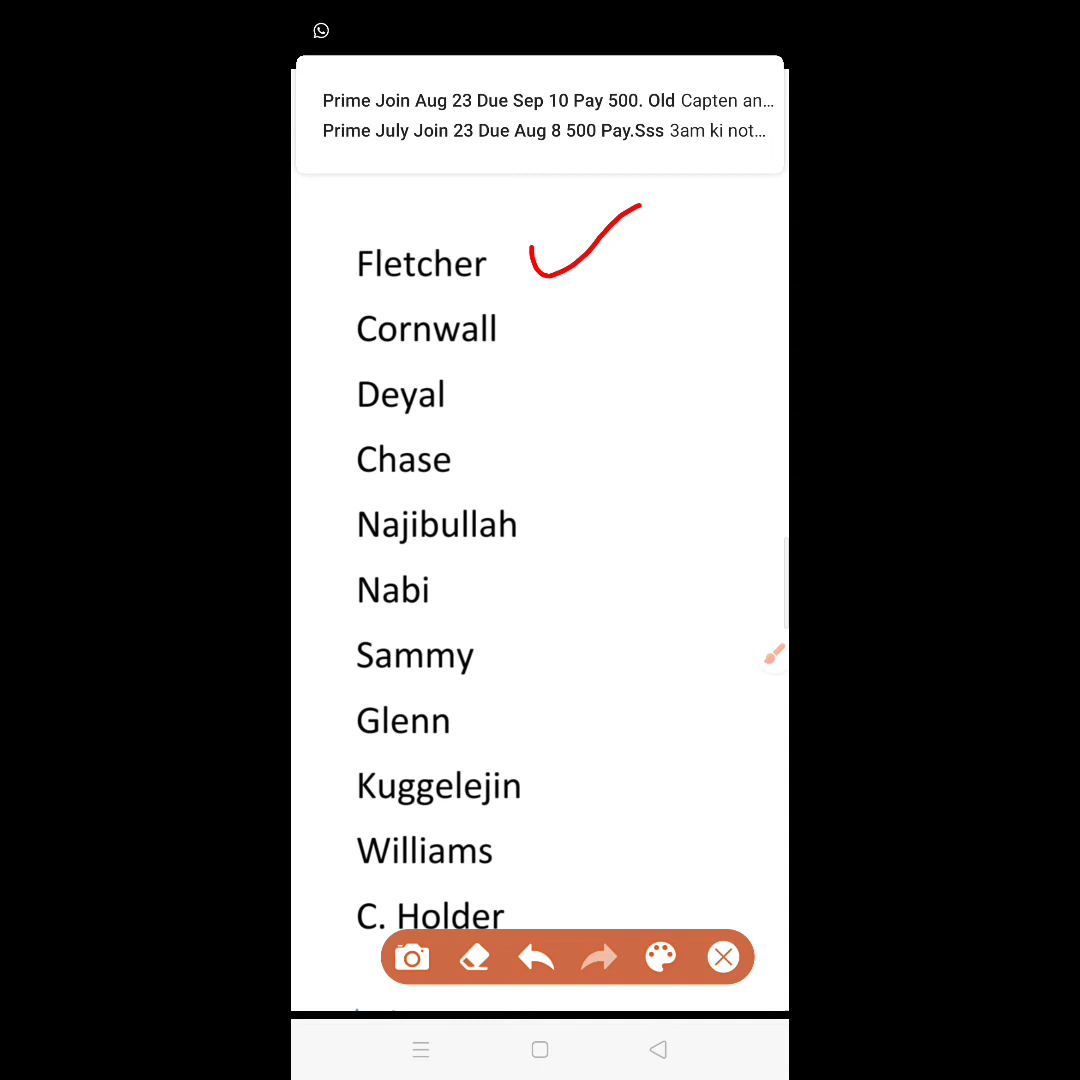 Prime Join Aug 23 Due Sep 10 Pay 500. Old Capten an...
Prime July Join 23 Due Aug 8 500 Pay.Sss 3am ki not...
Fletcher
Cornwall
Deyal
Chase
Najibullah
Nabi
Sammy
Glenn
Kuggelejin
Williams
C. Holder